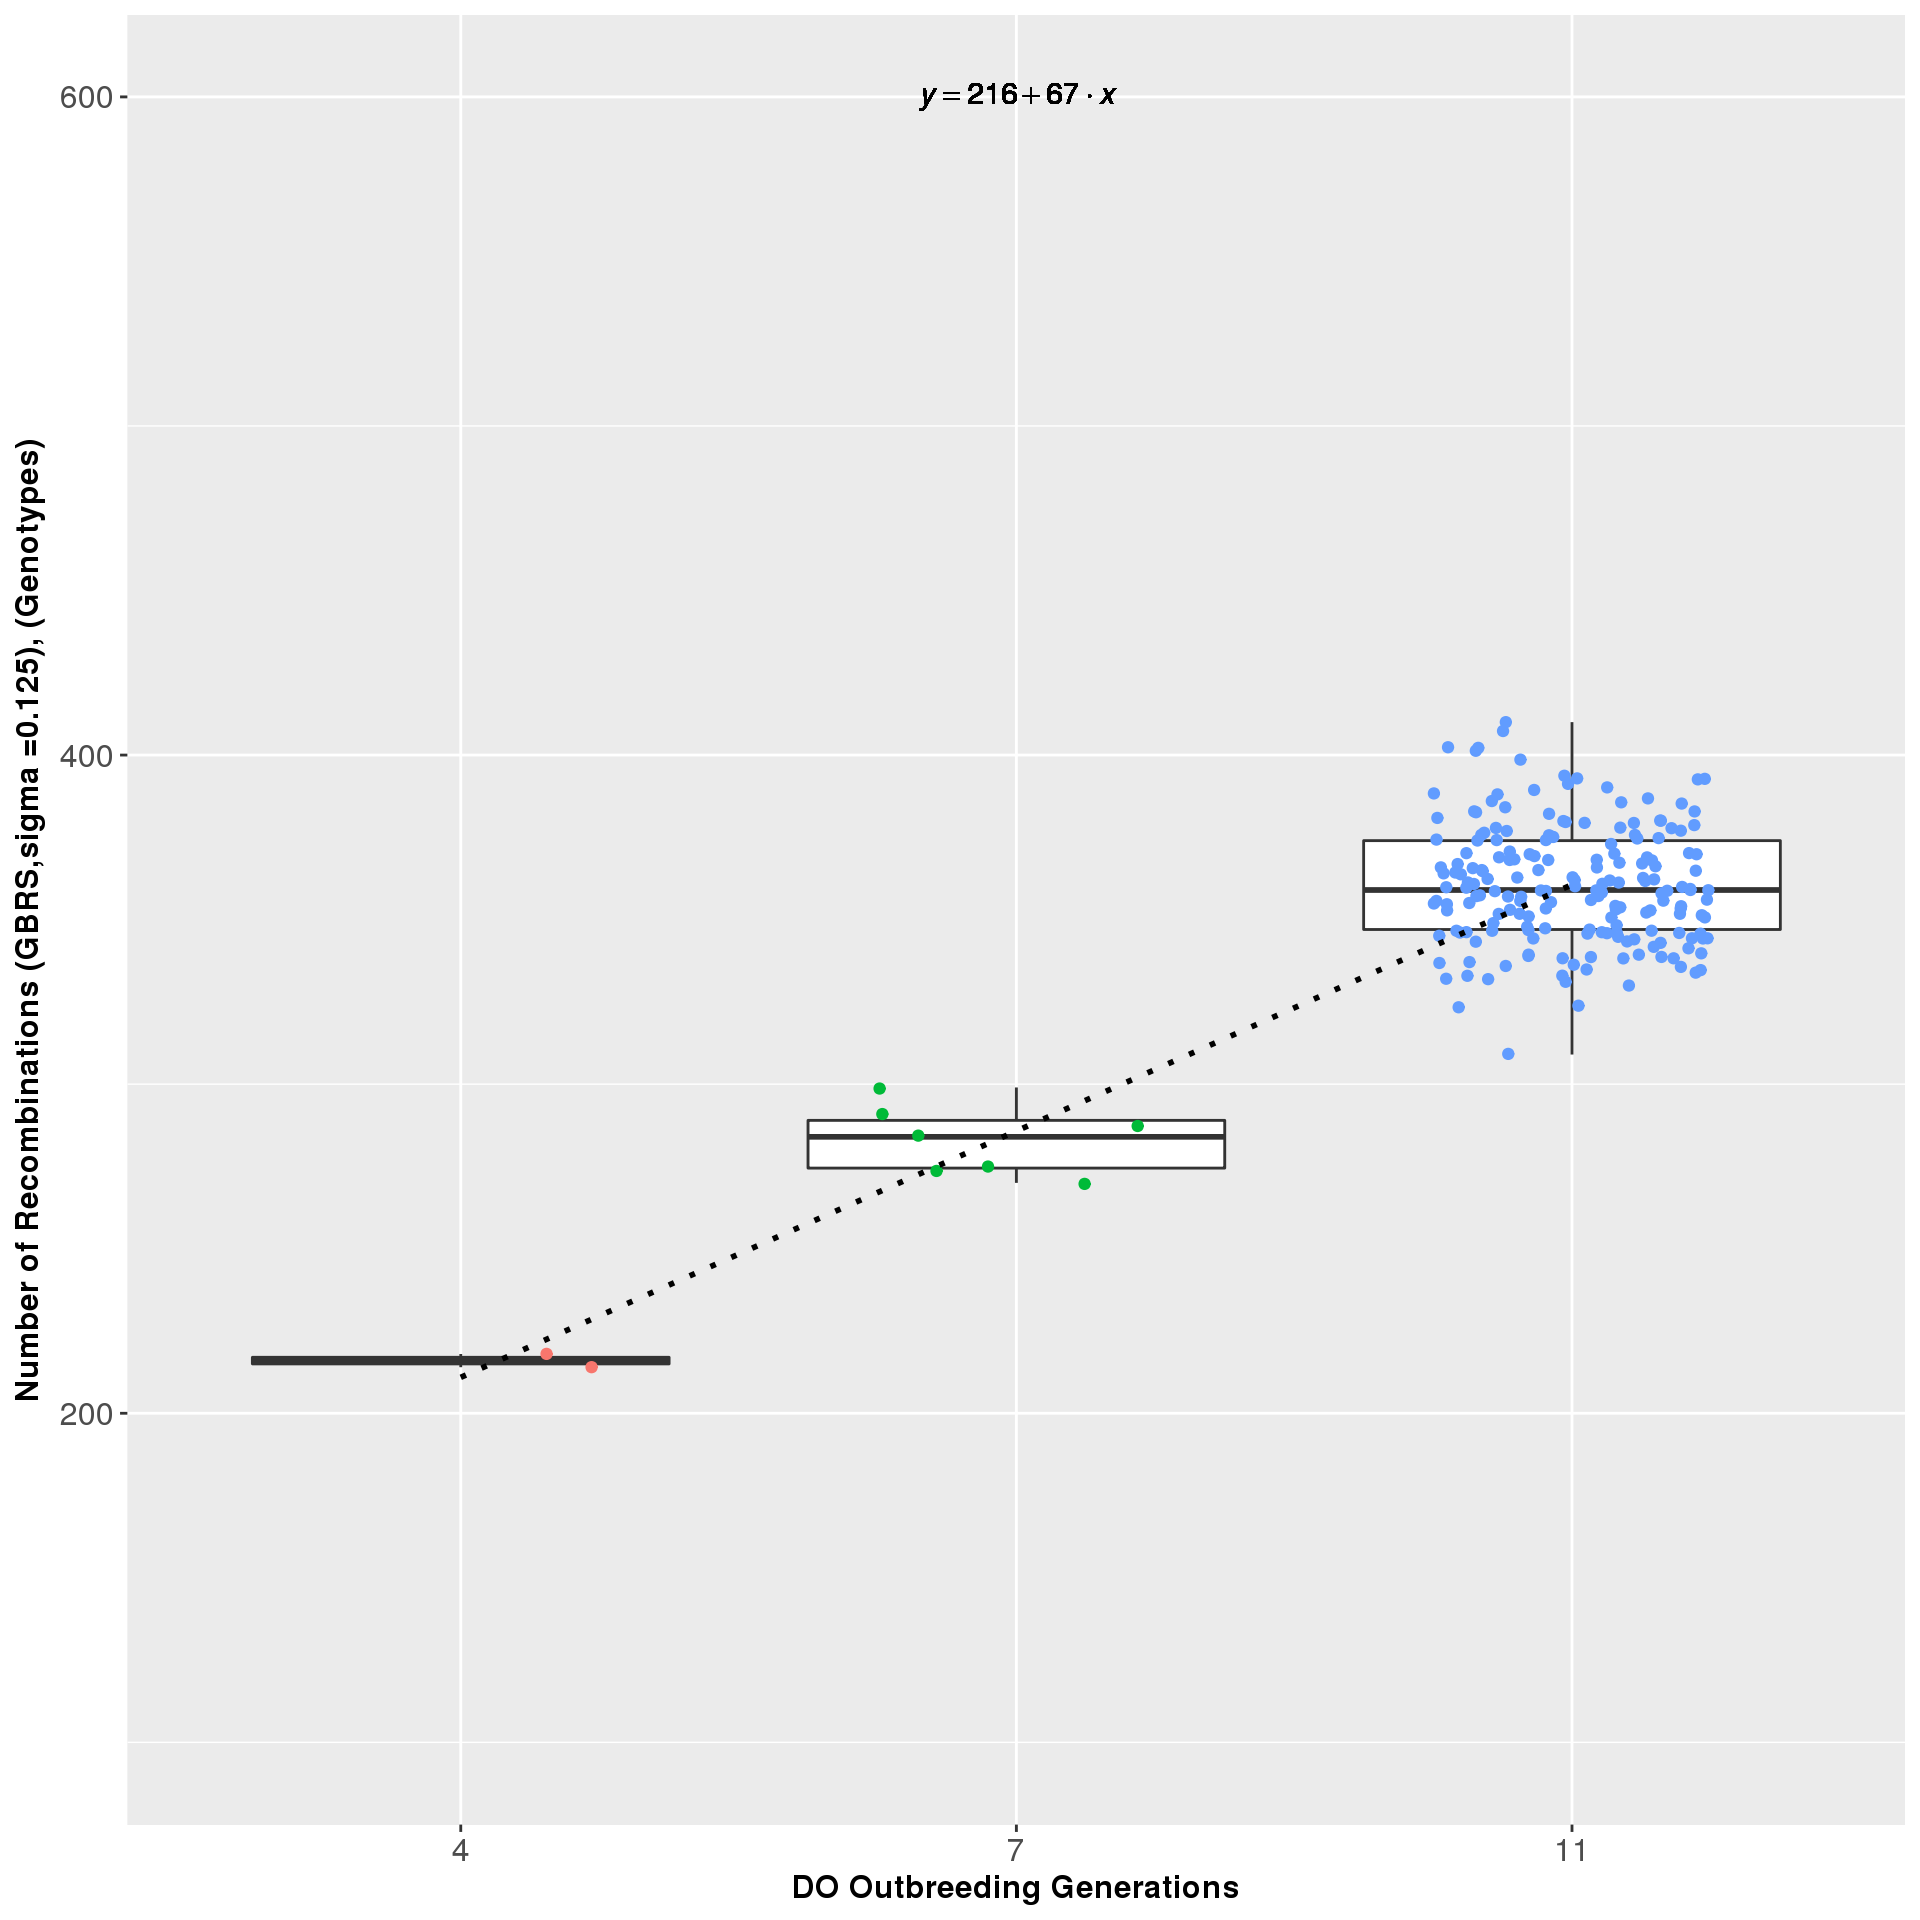 y = 216 + 67 · x
600
400
200
Number of Recombinations (GBRS,sigma =0.125), (Genotypes)
4 7 11
DO Outbreeding Generations